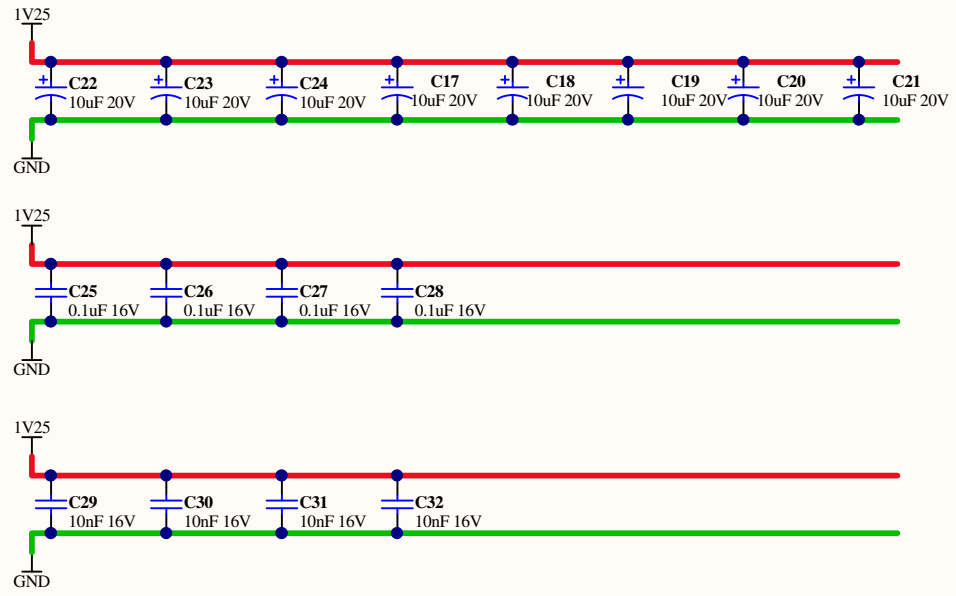 1V25
C22 C23 C24 C17 C18 C19 C20 C21
+ + + + + + + +
10uF 20V 10uF 20V 10uF 20V 10uF 20V 10uF 20V 10uF 20V 10uF 20V 10uF 20V
GND
1V25
C25 C26 C27 C28
0.1uF 16V 0.1uF 16V 0.1uF 16V 0.1uF 16V
GND
1V25
C29 C30 C31 C32
10nF 16V 10nF 16V 10nF 16V 10nF 16V
GND